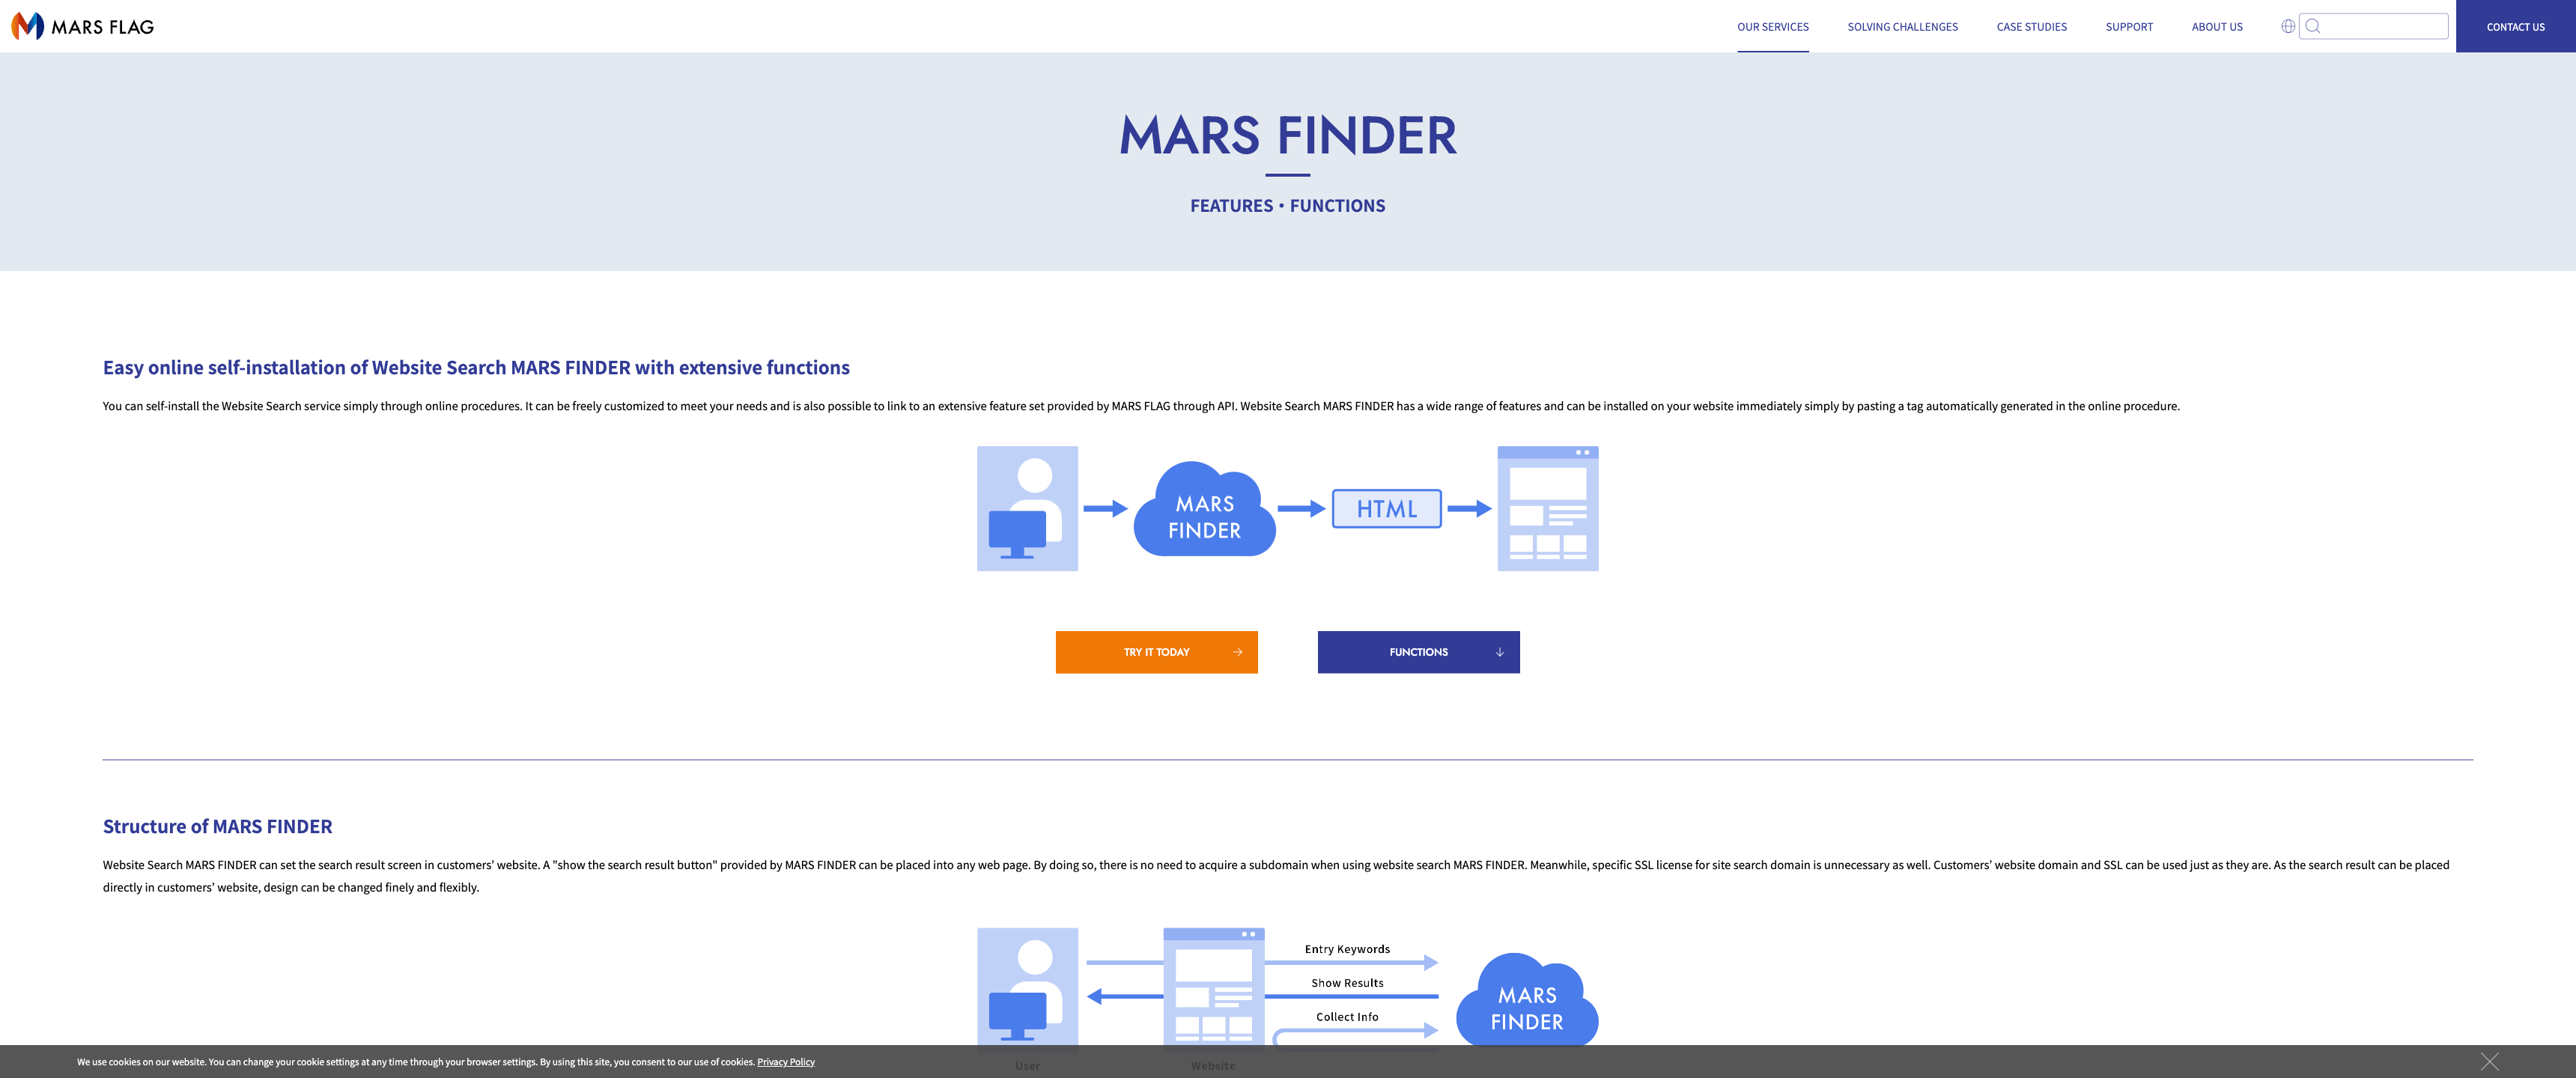 MARS FLAG
OUR SERVICES
SOLVING CHALLENGES
CASE STUDIES
SUPPORT
ABOUT US
CONTACT US
MARS FINDER
FEATURES・FUNCTIONS
Easy online self-installation of Website Search MARS FINDER with extensive functions
You can self-install the Website Search service simply through online procedures. It can be freely customized to meet your needs and is also possible to link to an extensive feature set provided by MARS FLAG through API. Website Search MARS FINDER has a wide range of features and can be installed on your website immediately simply by pasting a tag automatically generated in the online procedure.
MARS
FINDER
HTML
TRY IT TODAY
FUNCTIONS
Structure of MARS FINDER
Website Search MARS FINDER can set the search result screen in customers’ website. A "show the search result button" provided by MARS FINDER can be placed into any web page. By doing so, there is no need to acquire a subdomain when using website search MARS FINDER. Meanwhile, specific SSL license for site search domain is unnecessary as well. Customers’ website domain and SSL can be used just as they are. As the search result can be placed
directly in customers’ website, design can be changed finely and flexibly.
Entry Keywords
Show Results
Collect Info
MARS
FINDER
User
Website
We use cookies on our website. You can change your cookie settings at any time through your browser settings. By using this site, you consent to our use of cookies. Privacy Policy